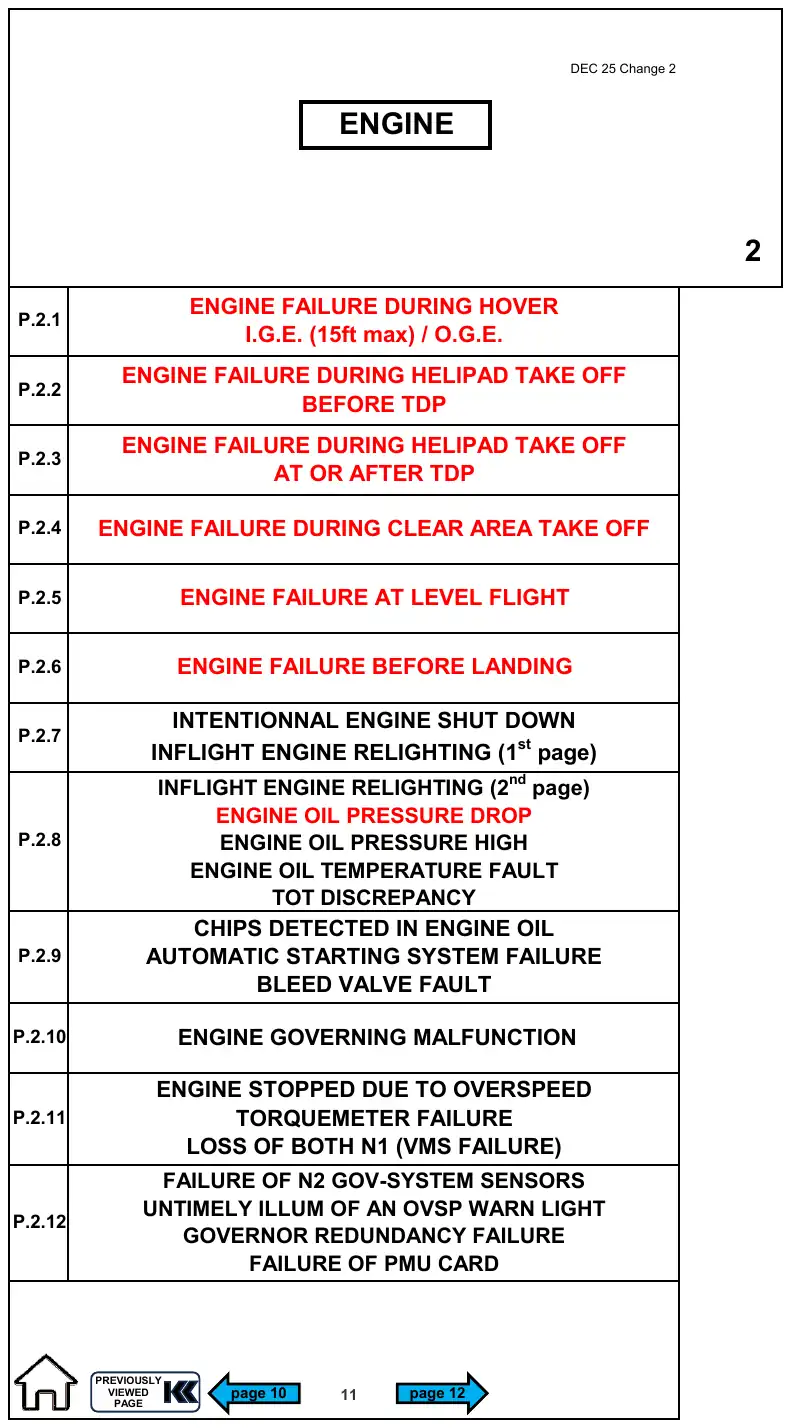 DEC 25 Change 2
ENGINE
2
P.2.1
ENGINE FAILURE DURING HOVER
I.G.E. (15ft max) / O.G.E.
P.2.2
ENGINE FAILURE DURING HELIPAD TAKE OFF
BEFORE TDP
P.2.3
ENGINE FAILURE DURING HELIPAD TAKE OFF
AT OR AFTER TDP
P.2.4
ENGINE FAILURE DURING CLEAR AREA TAKE OFF
P.2.5
ENGINE FAILURE AT LEVEL FLIGHT
P.2.6
ENGINE FAILURE BEFORE LANDING
P.2.7
INTENTIONNAL ENGINE SHUT DOWN
INFLIGHT ENGINE RELIGHTING (1st page)
P.2.8
INFLIGHT ENGINE RELIGHTING (2nd page)
ENGINE OIL PRESSURE DROP
ENGINE OIL PRESSURE HIGH
ENGINE OIL TEMPERATURE FAULT
TOT DISCREPANCY
P.2.9
CHIPS DETECTED IN ENGINE OIL
AUTOMATIC STARTING SYSTEM FAILURE
BLEED VALVE FAULT
P.2.10
ENGINE GOVERNING MALFUNCTION
P.2.11
ENGINE STOPPED DUE TO OVERSPEED
TORQUEMETER FAILURE
LOSS OF BOTH N1 (VMS FAILURE)
P.2.12
FAILURE OF N2 GOV-SYSTEM SENSORS
UNTIMELY ILLUM OF AN OVSP WARN LIGHT
GOVERNOR REDUNDANCY FAILURE
FAILURE OF PMU CARD
PREVIOUSLY
VIEWED
PAGE
page 10
11
page 12